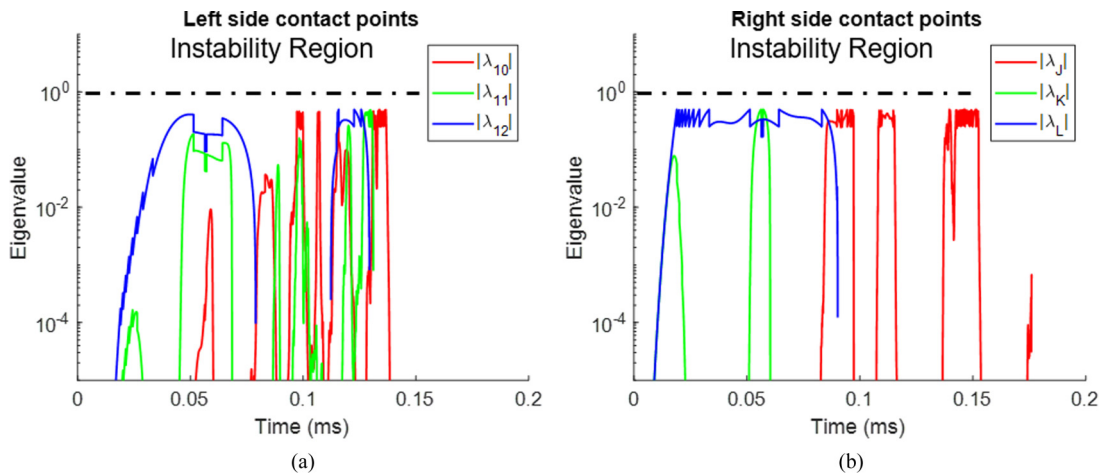 Left side contact points
Instability Region
|λ10|
|λ11|
|λ12|
10^0
10^-2
10^-4
Eigenvalue
0
0.05
0.1
0.15
0.2
Time (ms)
(a)
Right side contact points
Instability Region
|λJ|
|λK|
|λL|
10^0
10^-2
10^-4
Eigenvalue
0
0.05
0.1
0.15
0.2
Time (ms)
(b)